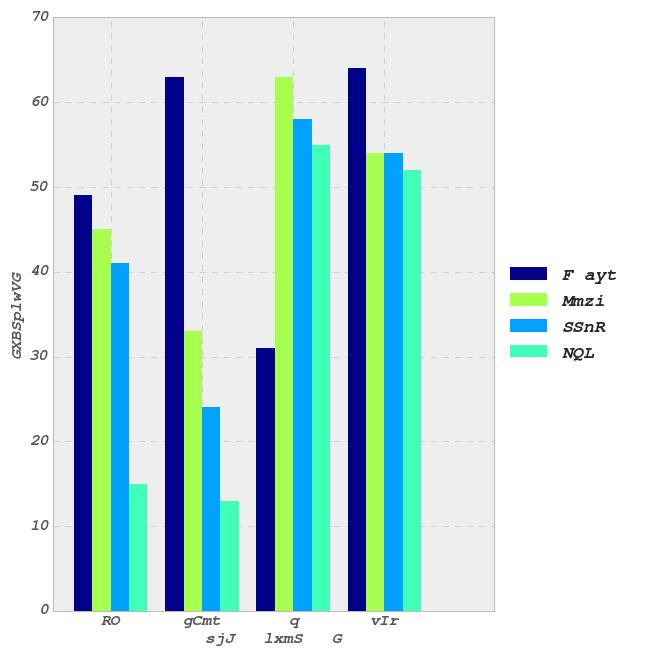 70
60
50
40
30
20
10
0
GXBSplwVG
RO gCmt q vIr
sjJ lxmS G
F ayt
Mmzi
SSnR
NQL